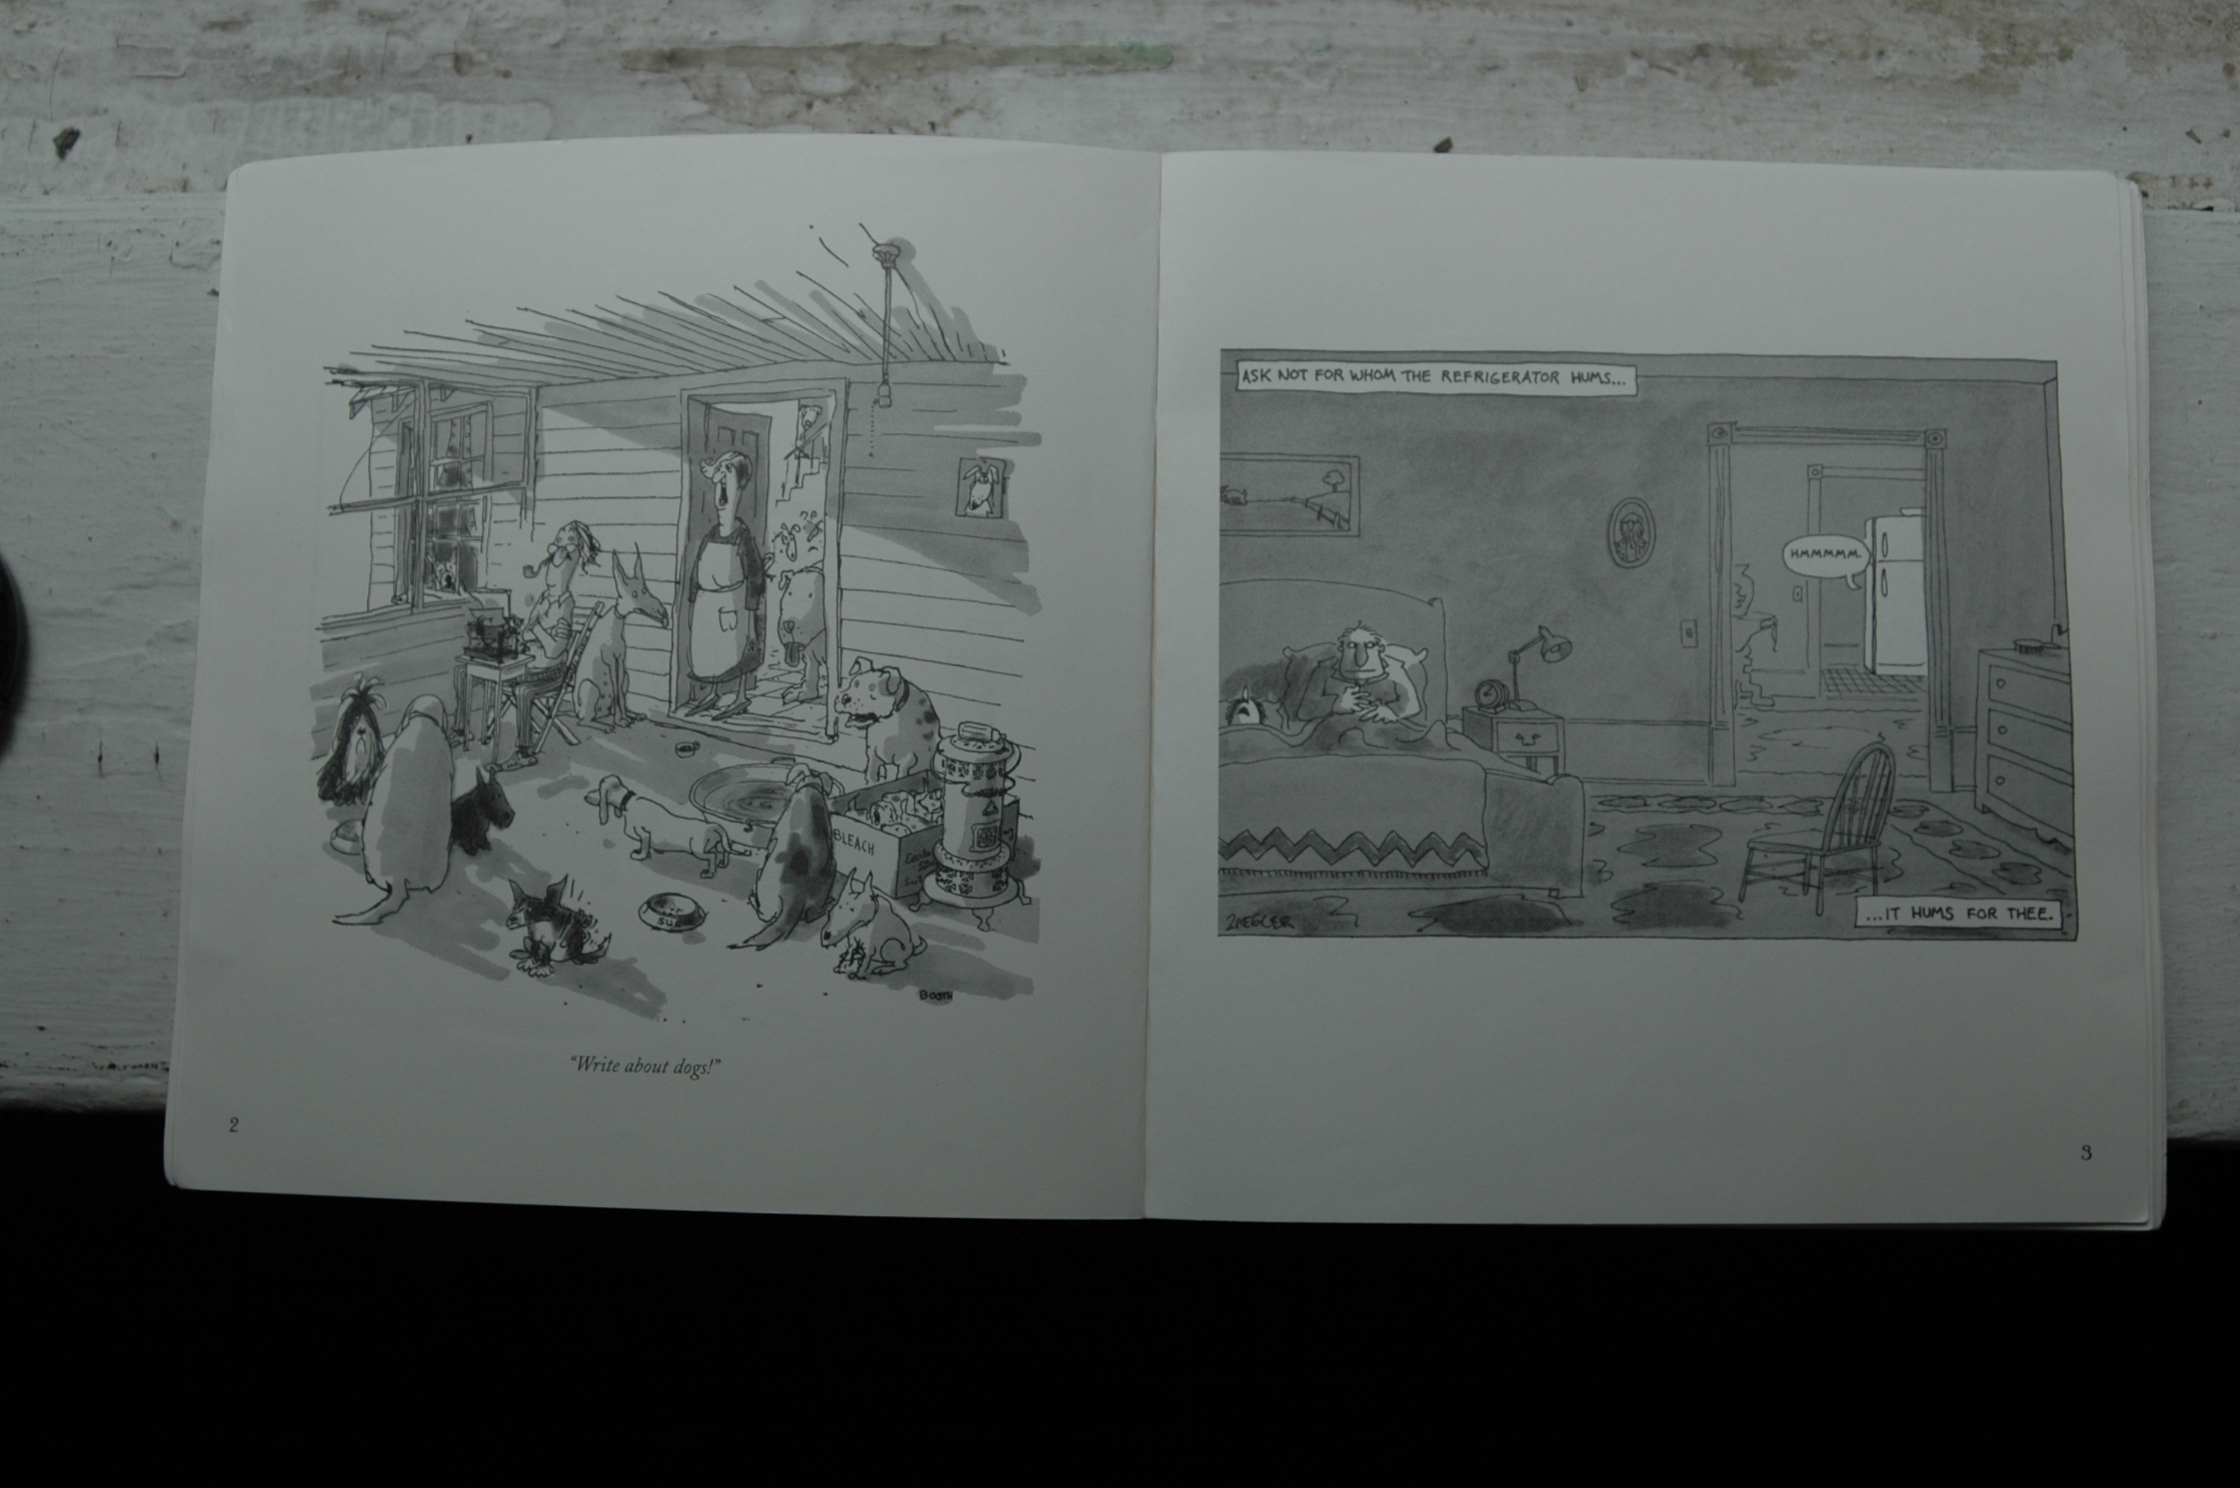 BLEACH
BOOTH
"Write about dogs!"
2
ASK NOT FOR WHOM THE REFRIGERATOR HUMS...
HMMMMMM.
...IT HUMS FOR THEE.
ZIEGLER
3